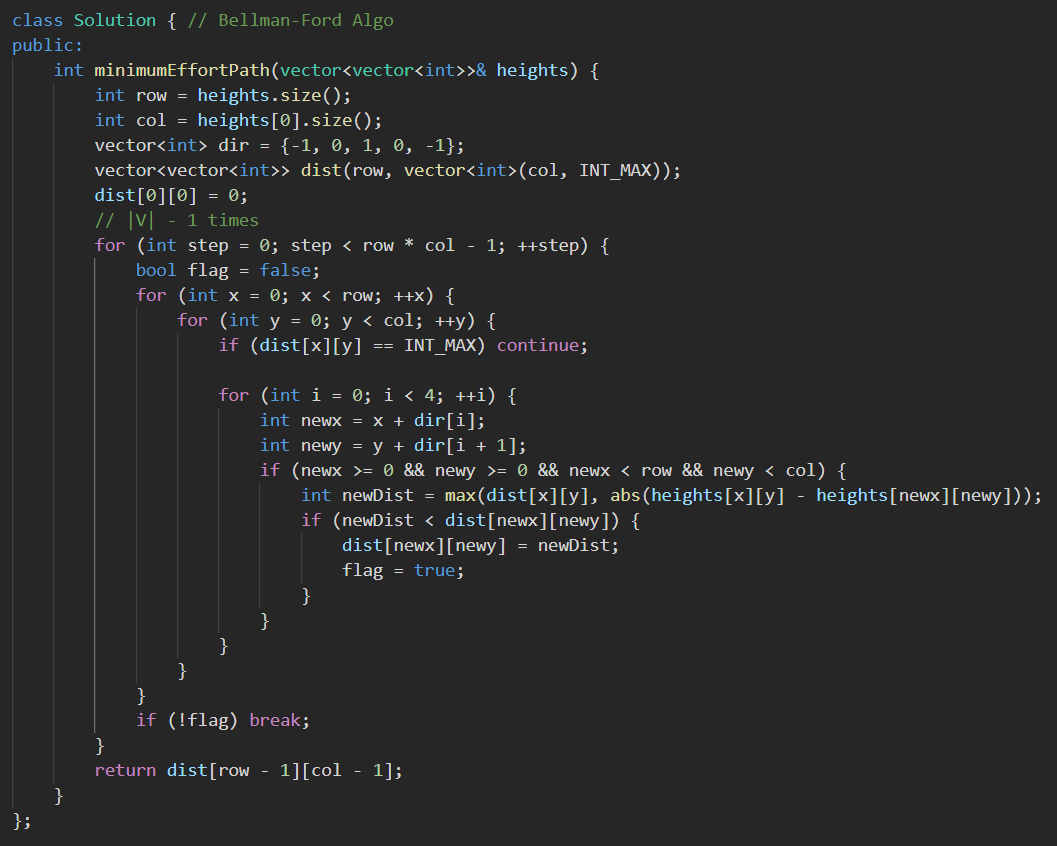 class Solution { // Bellman-Ford Algo
public:
    int minimumEffortPath(vector<vector<int>>& heights) {
        int row = heights.size();
        int col = heights[0].size();
        vector<int> dir = {-1, 0, 1, 0, -1};
        vector<vector<int>> dist(row, vector<int>(col, INT_MAX));
        dist[0][0] = 0;
        // |V| - 1 times
        for (int step = 0; step < row * col - 1; ++step) {
            bool flag = false;
            for (int x = 0; x < row; ++x) {
                for (int y = 0; y < col; ++y) {
                    if (dist[x][y] == INT_MAX) continue;

                    for (int i = 0; i < 4; ++i) {
                        int newx = x + dir[i];
                        int newy = y + dir[i + 1];
                        if (newx >= 0 && newy >= 0 && newx < row && newy < col) {
                            int newDist = max(dist[x][y], abs(heights[x][y] - heights[newx][newy]));
                            if (newDist < dist[newx][newy]) {
                                dist[newx][newy] = newDist;
                                flag = true;
                            }
                        }
                    }
                }
            }
            if (!flag) break;
        }
        return dist[row - 1][col - 1];
    }
};